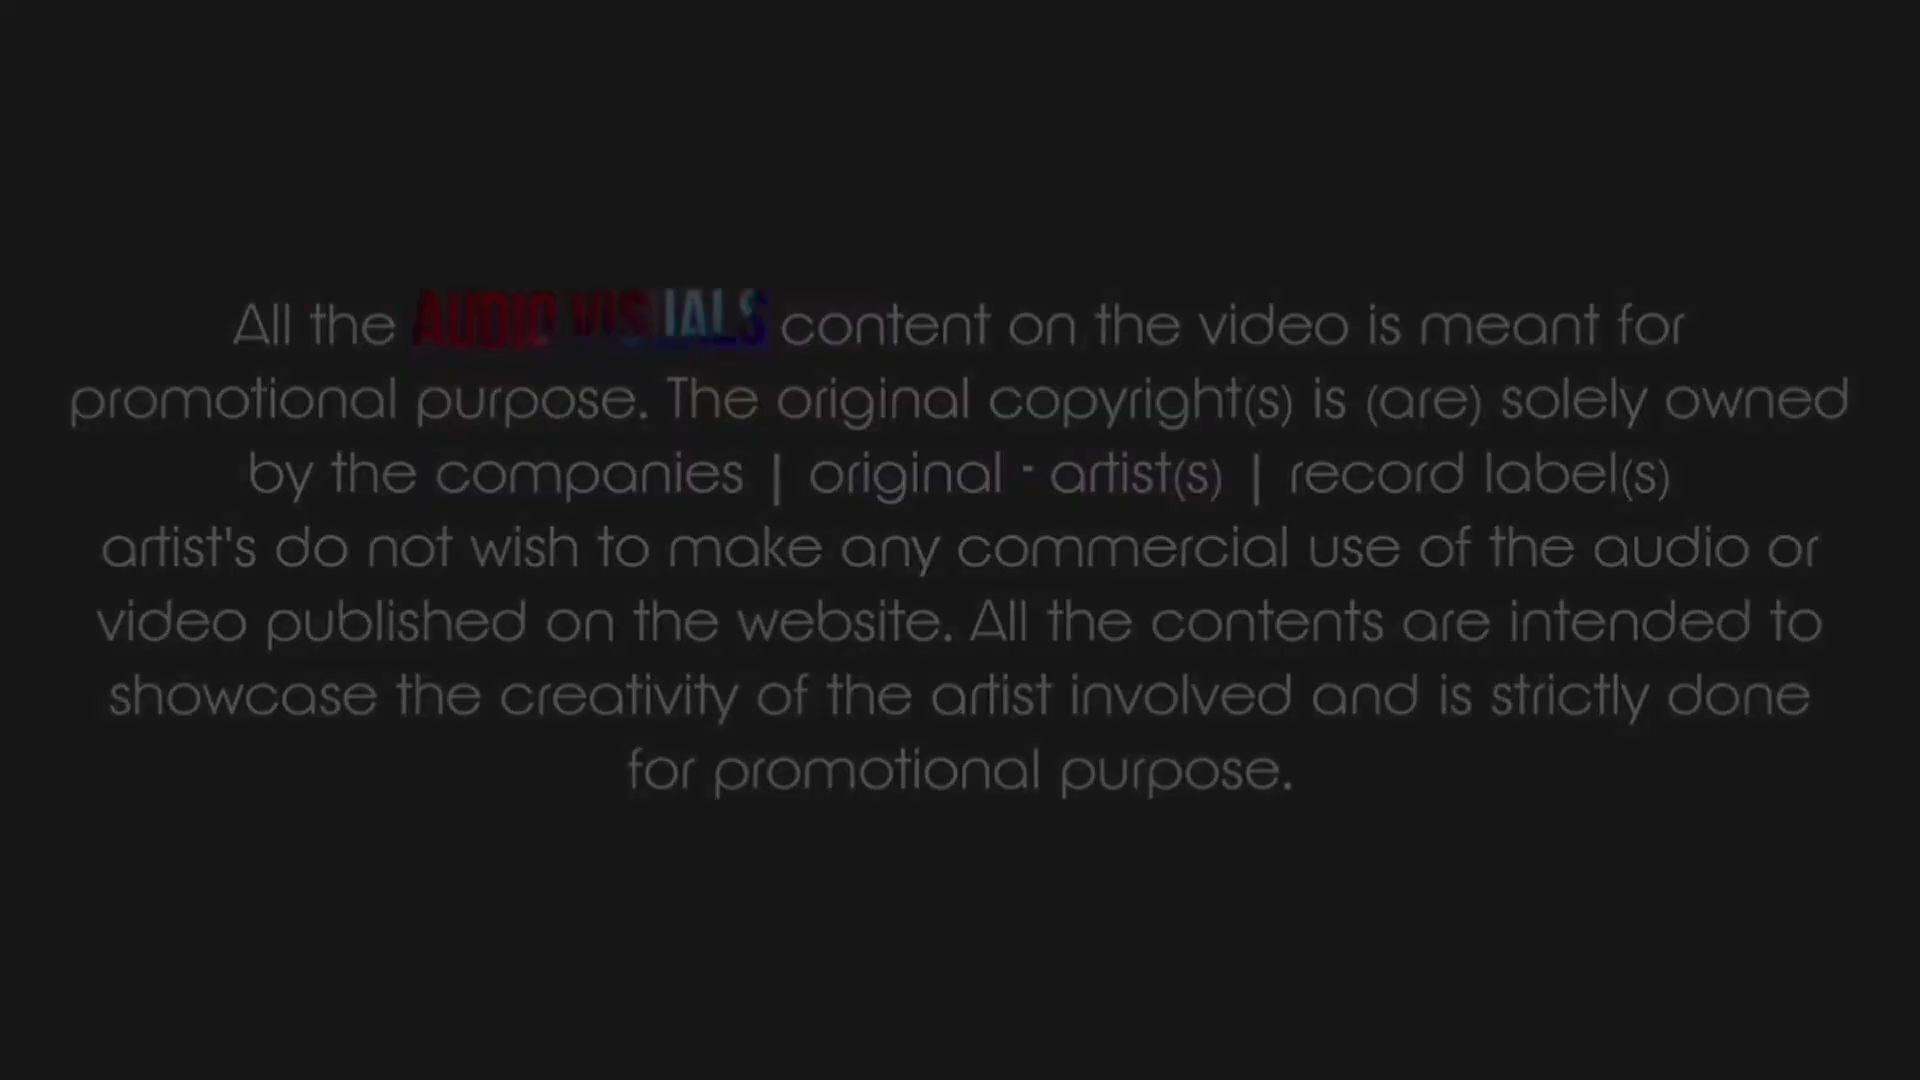 All the AUDIO VISUALS content on the video is meant for
promotional purpose. The original copyright(s) is (are) solely owned
by the companies | original - artist(s) | record label(s)
artist's do not wish to make any commercial use of the audio or
video published on the website. All the contents are intended to
showcase the creativity of the artist involved and is strictly done
for promotional purpose.